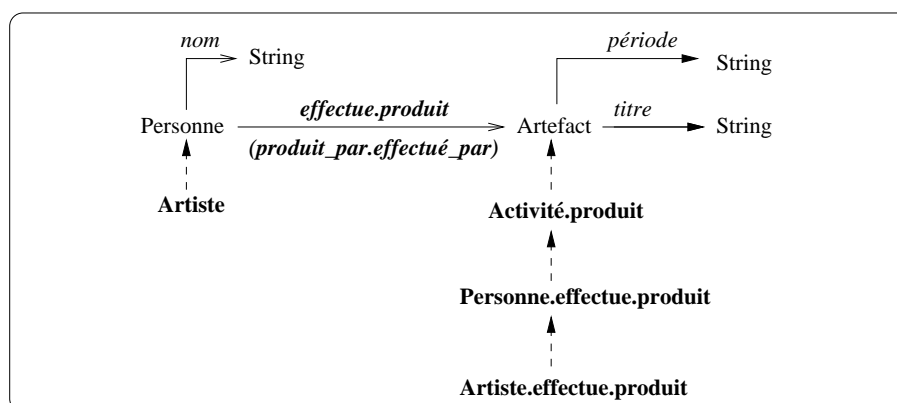 nom
String
période
String
Personne
effectue.produit
(produit_par.effectué_par)
Artefact
titre
String
Artiste
Activité.produit
Personne.effectue.produit
Artiste.effectue.produit